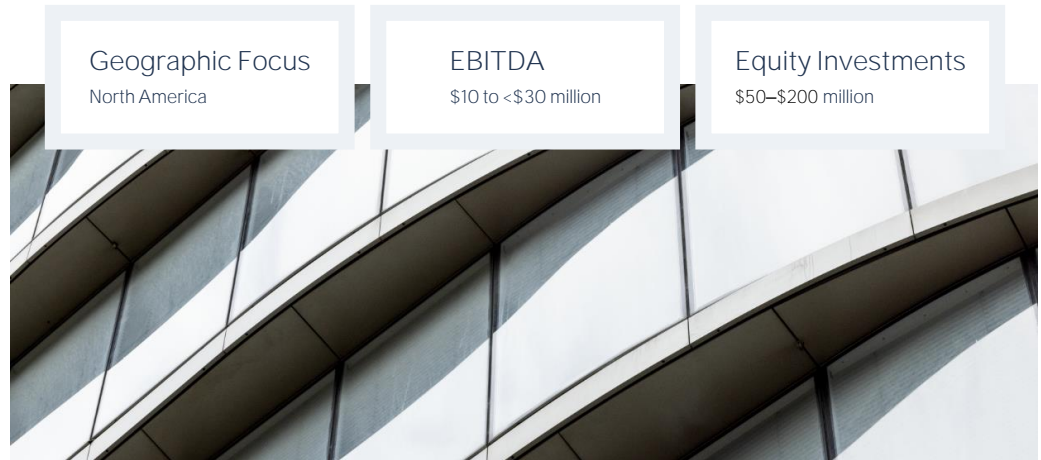 Geographic Focus
North America
EBITDA
$10 to <$30 million
Equity Investments
$50–$200 million